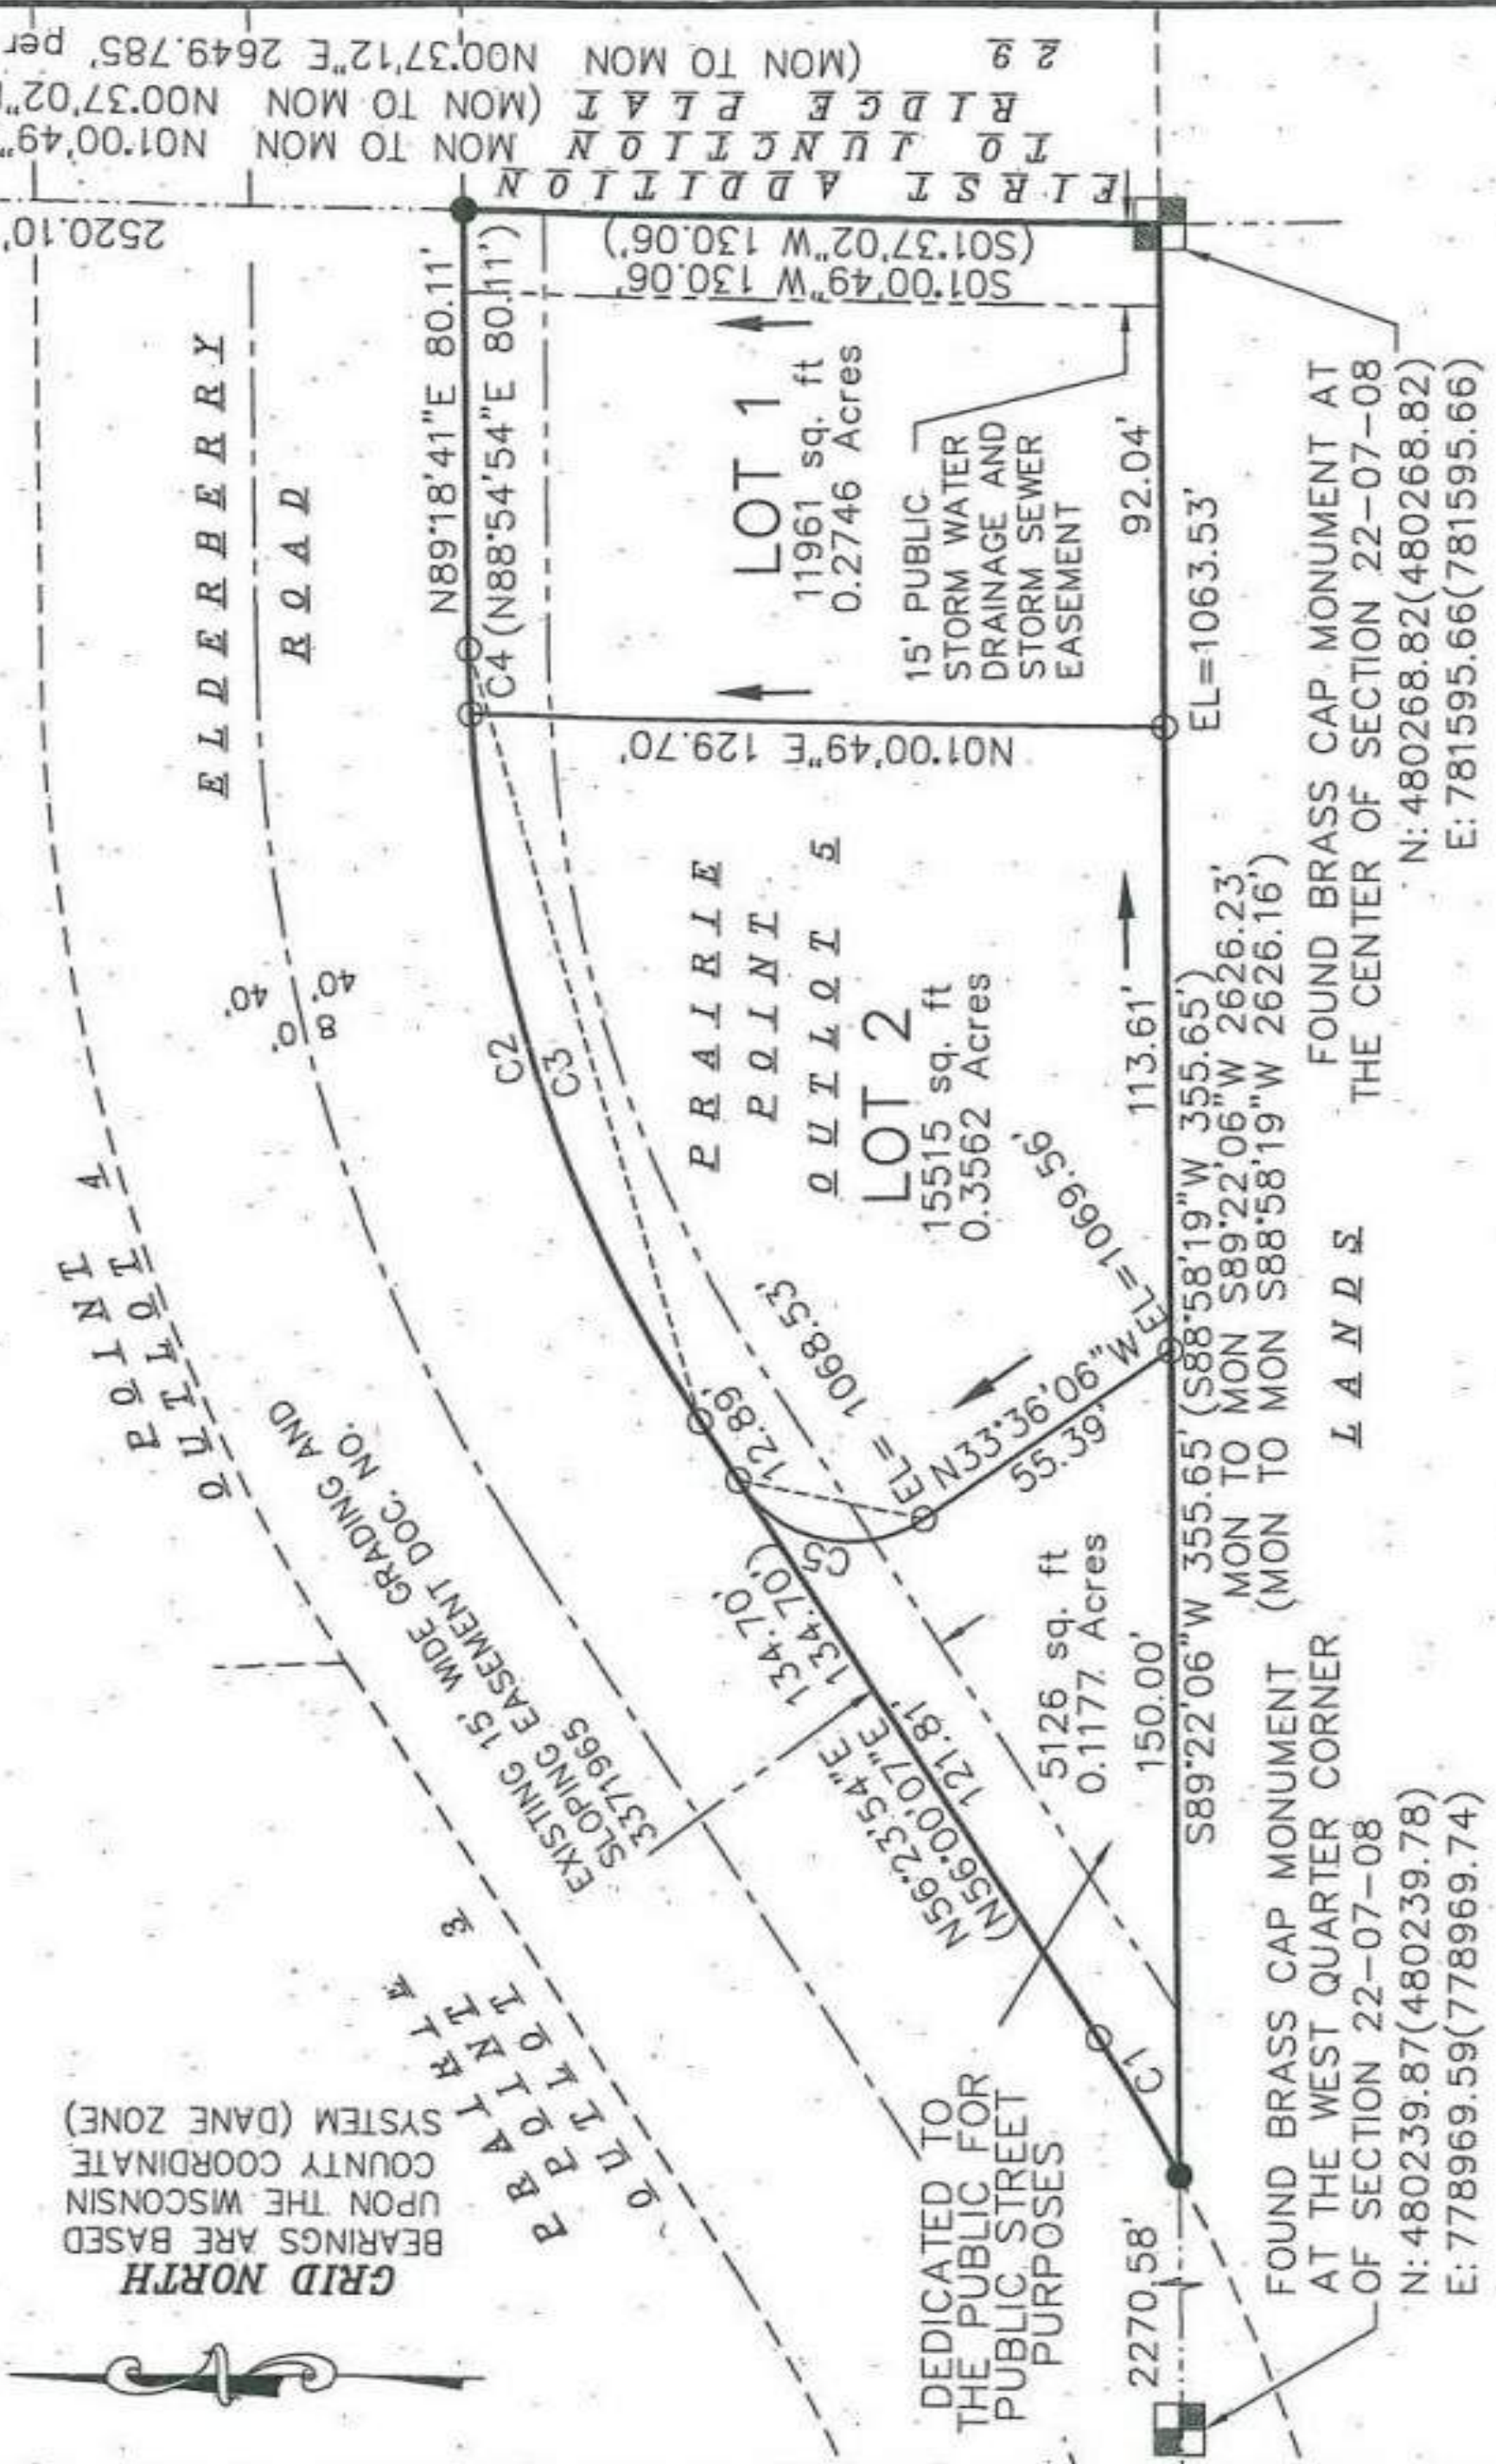 GRID NORTH
BEARINGS ARE BASED
UPON THE WISCONSIN
COUNTY COORDINATE
SYSTEM (DANE ZONE)
PRAIRIE
POINT
OUTLOT 3
POINT
OUTLOT 4
EXISTING 15' WIDE GRADING AND
SLOPING EASEMENT DOC. NO.
3371965
40'
40'
80'
ELDERBERRY
ROAD
2520.10'
N01°00'49"
MON TO MON
(MON TO MON N00°37'02"
(MON TO MON N00°37'12"E 2649.785' per
FIRST ADDITION
TO JUNCTION
RIDGE PLAT
29
N89°18'41"E 80.11'
C4 (N88°54'54"E 80.11')
S01°00'49"W 130.06'
(S01°37'02"W 130.06')
LOT 1
11961 sq. ft
0.2746 Acres
15' PUBLIC
STORM WATER
DRAINAGE AND
STORM SEWER
EASEMENT
92.04'
EL=1063.53'
N01°00'49"E 129.70'
C2
C3
PRAIRIE
POINT
OUTLOT 5
LOT 2
15515 sq. ft
0.3562 Acres
113.61'
EL=1069.56'
EL= 1068.53'
N33°36'06"W
55.39'
12.89'
C5
134.70'
134.70')
N56°23'54"E
(N56°00'07"E
121.81'
5126 sq. ft
0.1177 Acres
150.00'
C1
DEDICATED TO
THE PUBLIC FOR
PUBLIC STREET
PURPOSES
2270.58'
S89°22'06"W 355.65' (S88°58'19"W 355.65')
MON TO MON S89°22'06"W 2626.23'
(MON TO MON S88°58'19"W 2626.16')
LANDS
FOUND BRASS CAP MONUMENT
AT THE WEST QUARTER CORNER
OF SECTION 22-07-08
N: 480239.87(480239.78)
E: 778969.59(778969.74)
FOUND BRASS CAP MONUMENT AT
THE CENTER OF SECTION 22-07-08
N: 480268.82(480268.82)
E: 781595.66(781595.66)